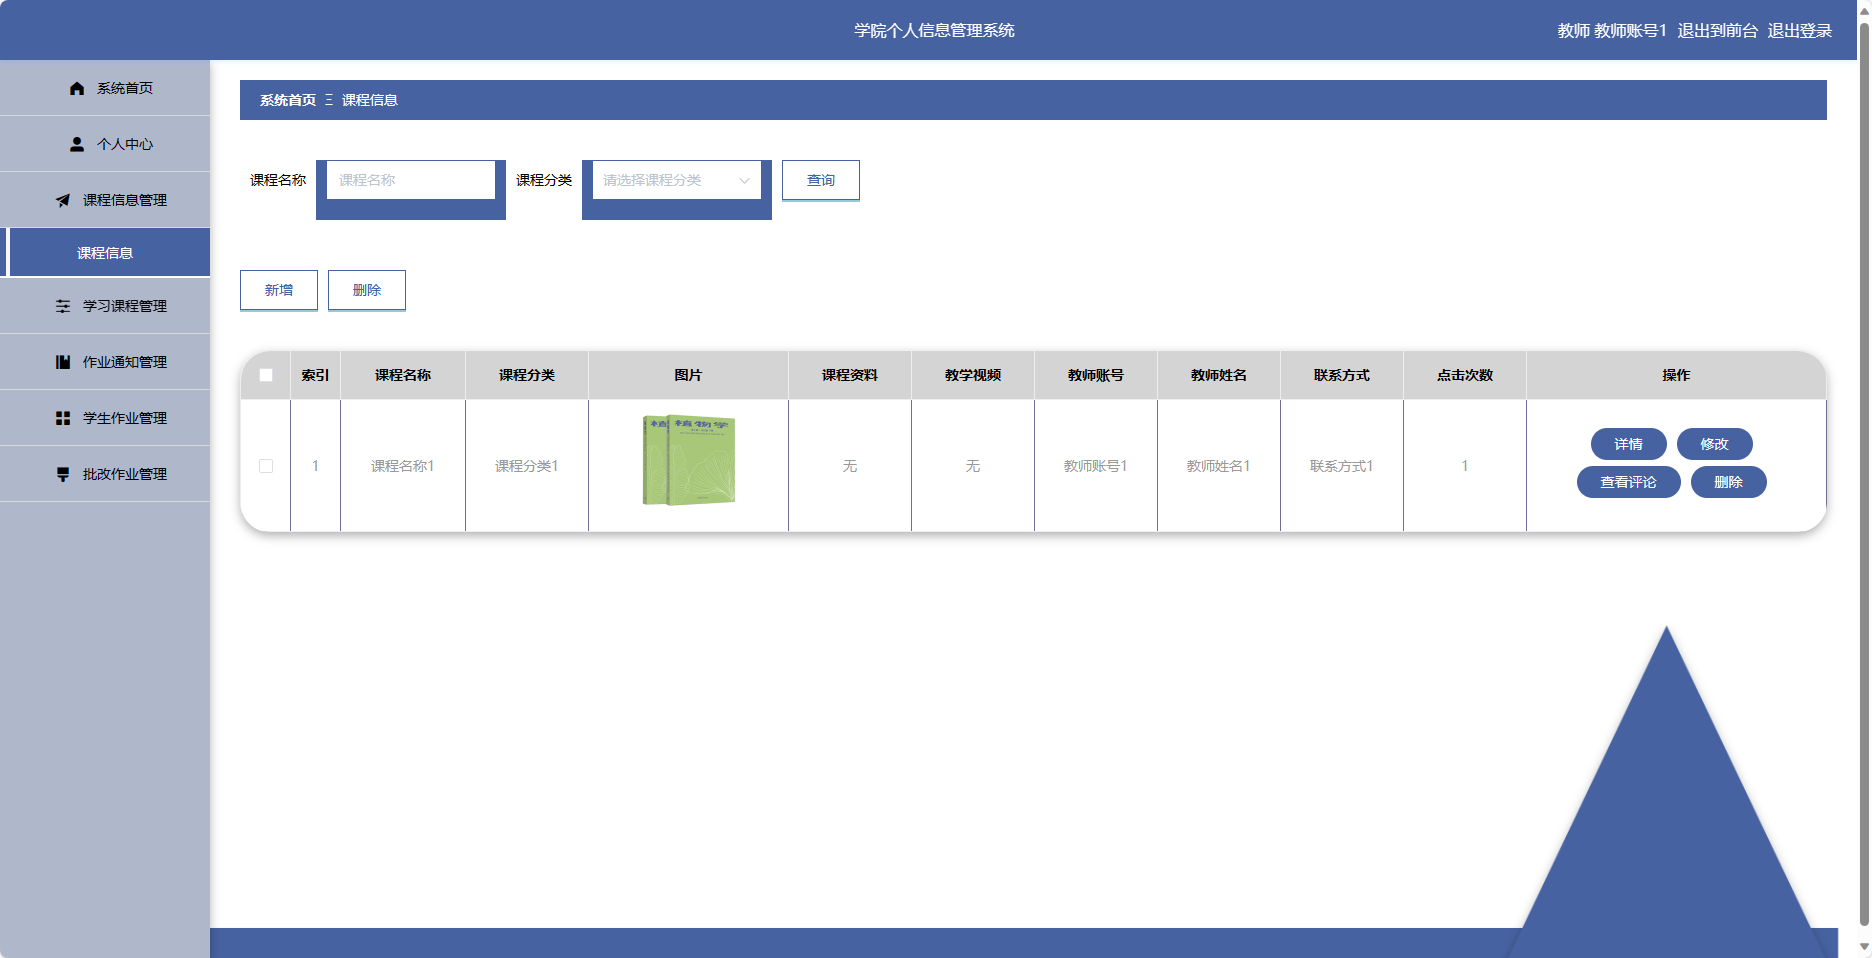 学院个人信息管理系统
教师 教师账号1 退出到前台 退出登录
系统首页
个人中心
课程信息管理
课程信息
学习课程管理
作业通知管理
学生作业管理
批改作业管理
系统首页 Ξ 课程信息
课程名称 课程名称 课程分类 请选择课程分类 查询
新增 删除
索引 课程名称 课程分类 图片 课程资料 教学视频 教师账号 教师姓名 联系方式 点击次数 操作
1 课程名称1 课程分类1 无 无 教师账号1 教师姓名1 联系方式1 1
植 植物学
详情 修改
查看评论 删除